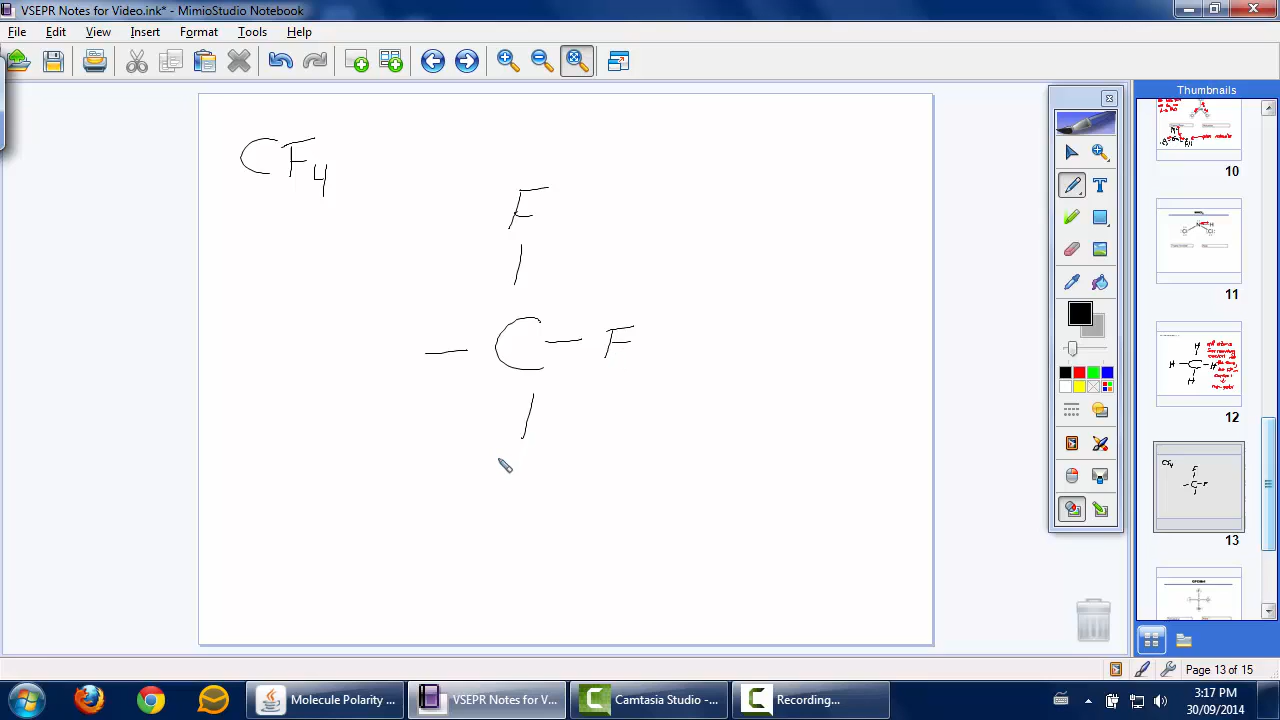 VSEPR Notes for Video.ink* - MimioStudio Notebook
File Edit View Insert Format Tools Help
CF4
F
C F
Thumbnails
10
11
H
H C H
H
12
CF4
F
C F
13
Page 13 of 15
Molecule Polarity ...
VSEPR Notes for V...
Camtasia Studio -...
Recording...
3:17 PM
30/09/2014